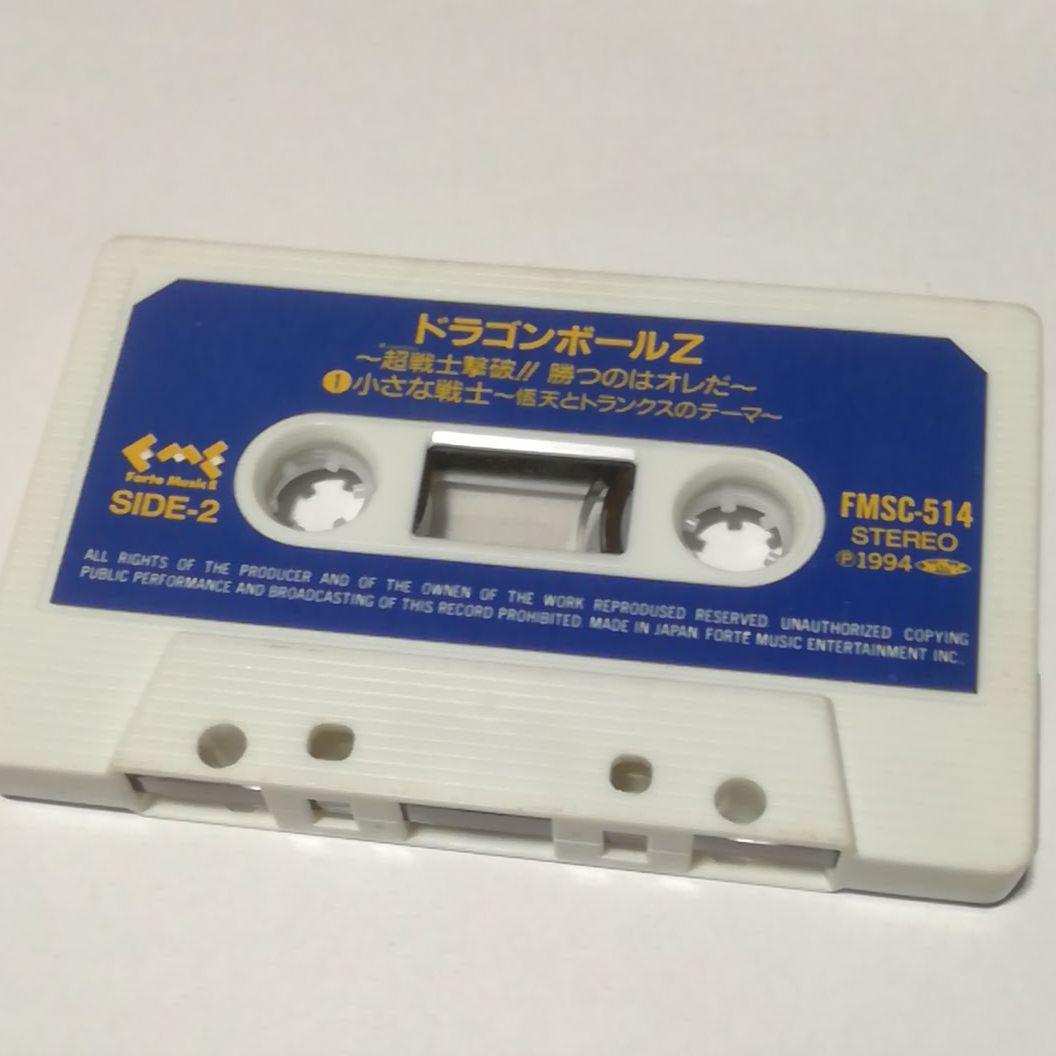 ドラゴンボールZ
～超戦士撃破!! 勝つのはオレだ～
❶小さな戦士～悟天とトランクスのテーマ～
Forte Music
SIDE-2
FMSC-514
STEREO
Ⓟ1994
ALL RIGHTS OF THE PRODUCER AND OF THE OWNEN OF THE WORK REPRODUSED RESERVED UNAUTHORIZED COPYING
PUBLIC PERFORMANCE AND BROADCASTING OF THIS RECORD PROHIBITED MADE IN JAPAN FORTE MUSIC ENTERTAINMENT INC.